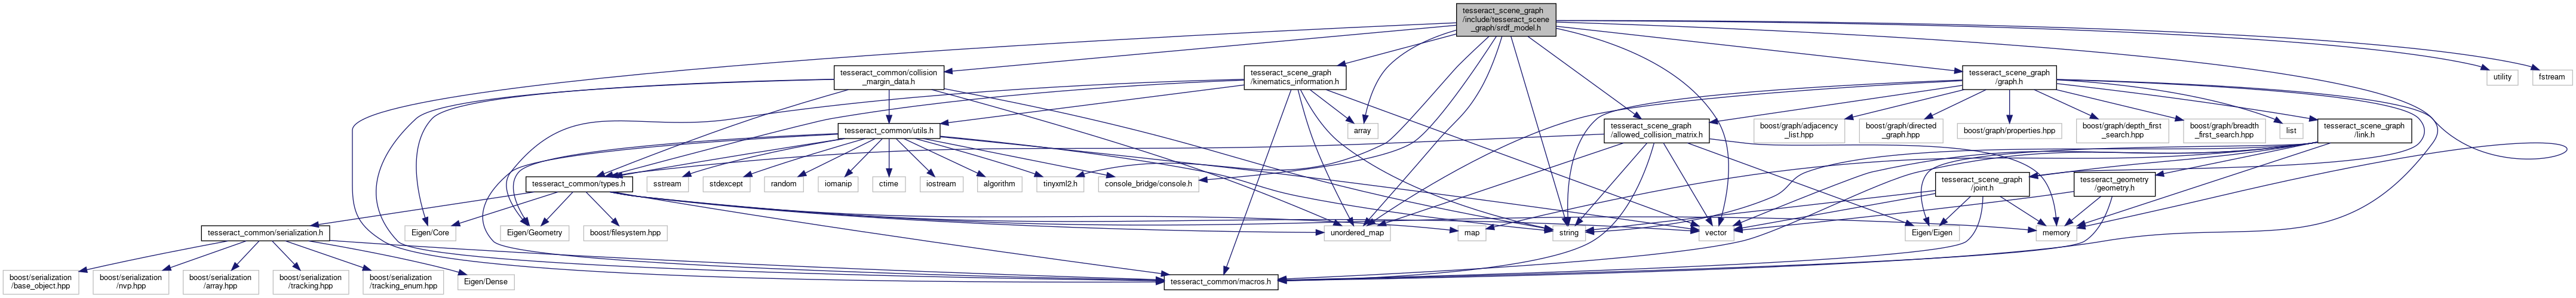 tesseract_scene_graph
/include/tesseract_scene
_graph/srdf_model.h
tesseract_common/collision
_margin_data.h
tesseract_scene_graph
/kinematics_information.h
tesseract_scene_graph
/graph.h
utility
fstream
tesseract_common/utils.h
array
tesseract_scene_graph
/allowed_collision_matrix.h
boost/graph/adjacency
_list.hpp
boost/graph/directed
_graph.hpp
boost/graph/properties.hpp
boost/graph/depth_first
_search.hpp
boost/graph/breadth
_first_search.hpp
list
tesseract_scene_graph
/link.h
tesseract_common/types.h
sstream
stdexcept
random
iomanip
ctime
iostream
algorithm
tinyxml2.h
console_bridge/console.h
tesseract_scene_graph
/joint.h
tesseract_geometry
/geometry.h
tesseract_common/serialization.h
Eigen/Core
Eigen/Geometry
boost/filesystem.hpp
unordered_map
map
string
vector
Eigen/Eigen
memory
boost/serialization
/base_object.hpp
boost/serialization
/nvp.hpp
boost/serialization
/array.hpp
boost/serialization
/tracking.hpp
boost/serialization
/tracking_enum.hpp
Eigen/Dense
tesseract_common/macros.h